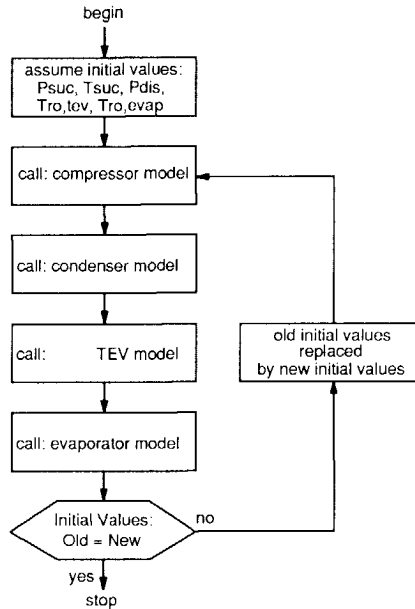 begin
assume initial values:
Psuc, Tsuc, Pdis,
Tro,tev, Tro,evap
call: compressor model
call: condenser model
call: TEV model
call: evaporator model
old initial values
replaced
by new initial values
Initial Values:
Old = New
no
yes
stop